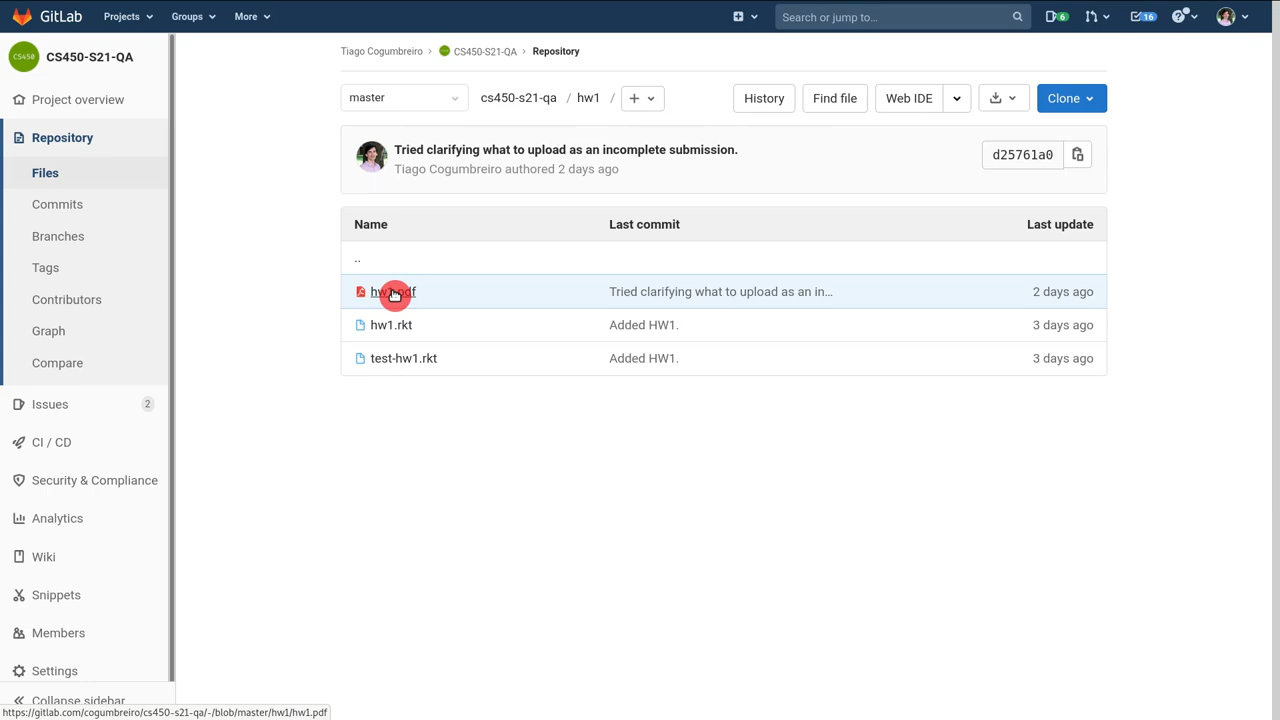 GitLab Projects Groups More Search or jump to... 6 16
CS450 CS450-S21-QA
Tiago Cogumbreiro › CS450-S21-QA › Repository
Project overview
Repository
Files
Commits
Branches
Tags
Contributors
Graph
Compare
Issues 2
CI / CD
Security & Compliance
Analytics
Wiki
Snippets
Members
Settings
Collapse sidebar
master cs450-s21-qa / hw1 / + History Find file Web IDE Clone
Tried clarifying what to upload as an incomplete submission.
Tiago Cogumbreiro authored 2 days ago
d25761a0
Name Last commit Last update
..
hw1.pdf Tried clarifying what to upload as an in... 2 days ago
hw1.rkt Added HW1. 3 days ago
test-hw1.rkt Added HW1. 3 days ago
https://gitlab.com/cogumbreiro/cs450-s21-qa/-/blob/master/hw1/hw1.pdf